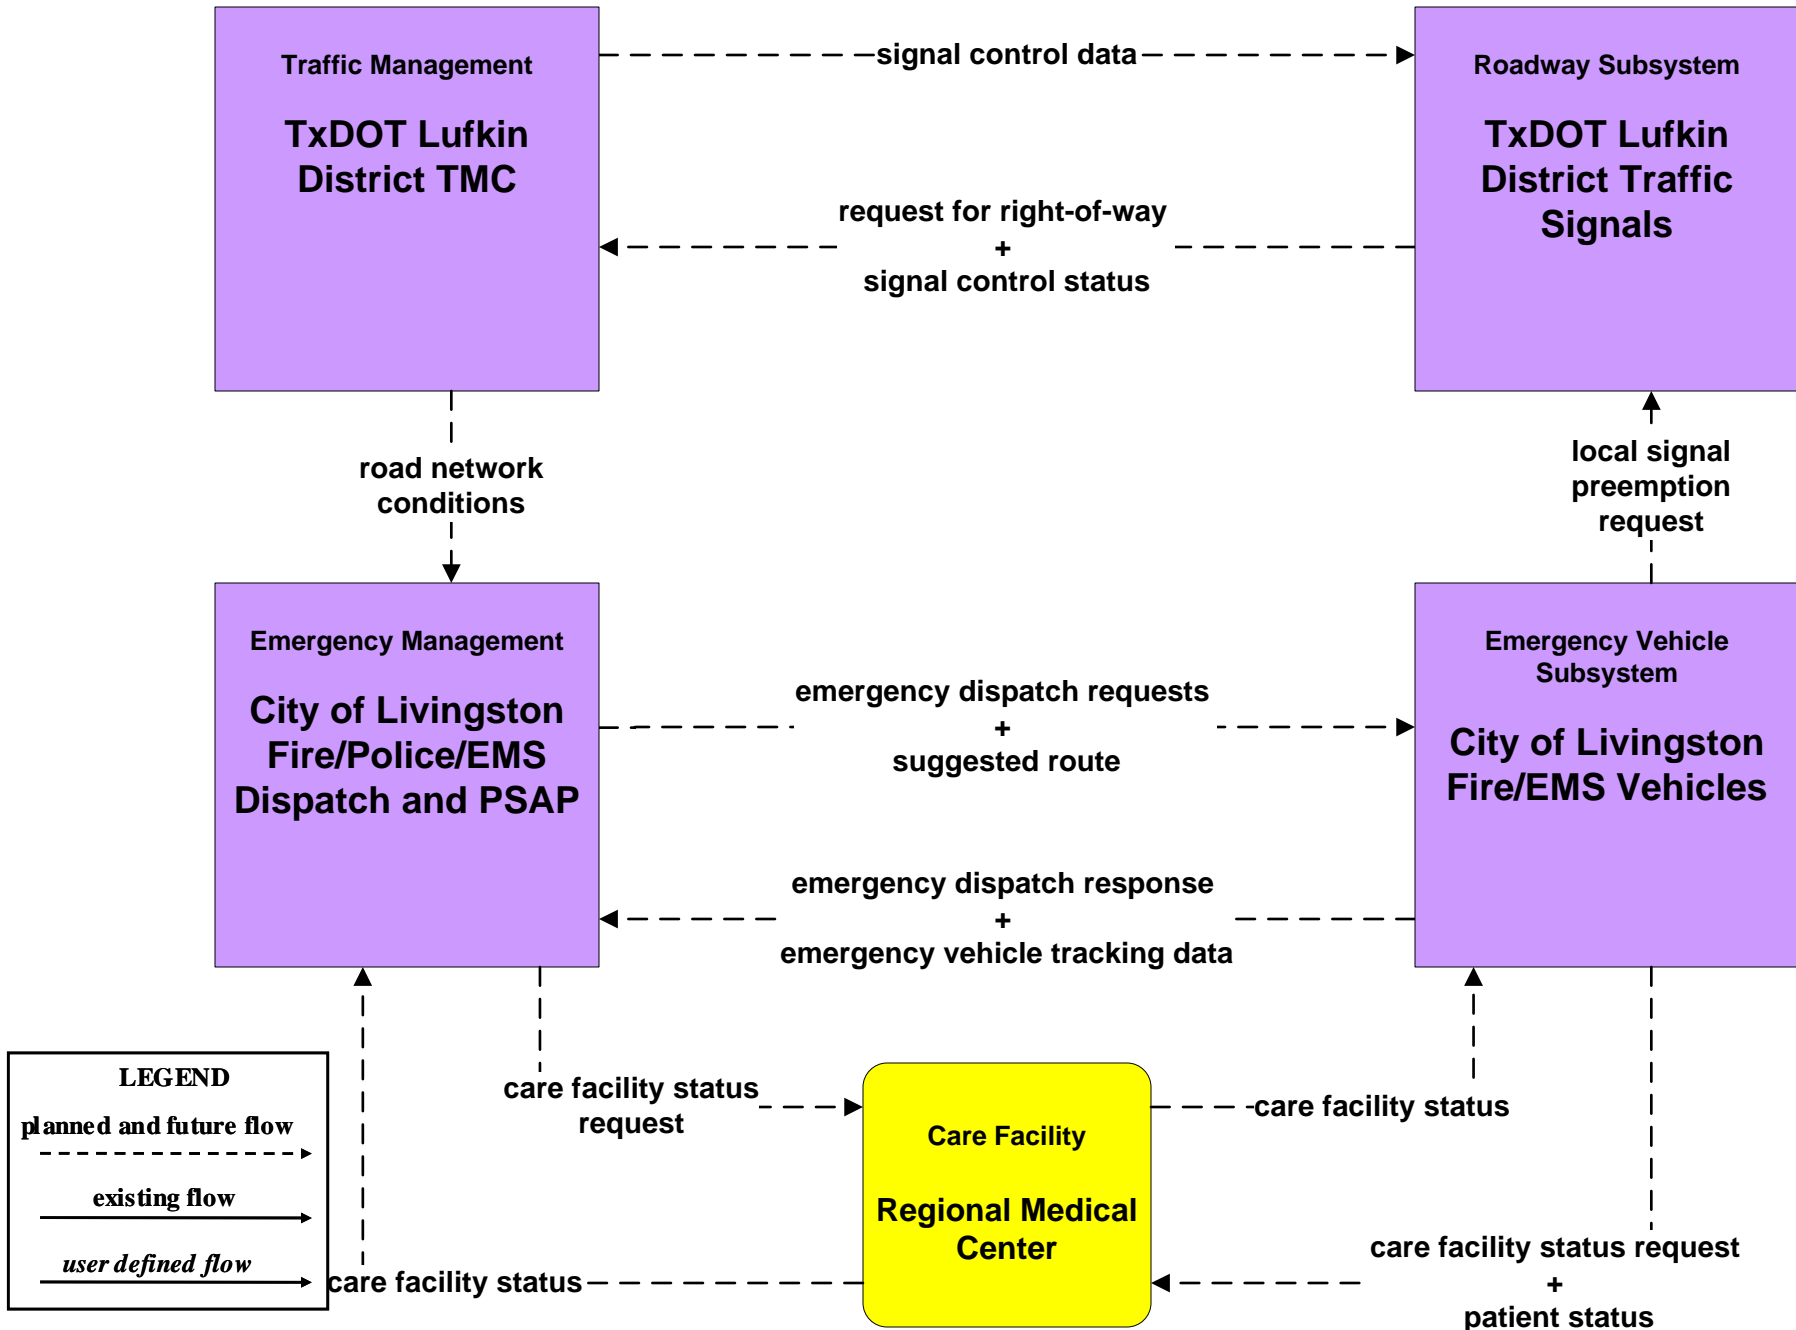 Traffic Management
TxDOT Lufkin
District TMC
signal control data
Roadway Subsystem
TxDOT Lufkin
District Traffic
Signals
request for right-of-way
+
signal control status
road network
conditions
local signal
preemption
request
Emergency Management
City of Livingston
Fire/Police/EMS
Dispatch and PSAP
emergency dispatch requests
+
suggested route
Emergency Vehicle
Subsystem
City of Livingston
Fire/EMS Vehicles
emergency dispatch response
+
emergency vehicle tracking data
LEGEND
planned and future flow
existing flow
user defined flow
care facility status
request
Care Facility
Regional Medical
Center
care facility status
care facility status
care facility status request
+
patient status